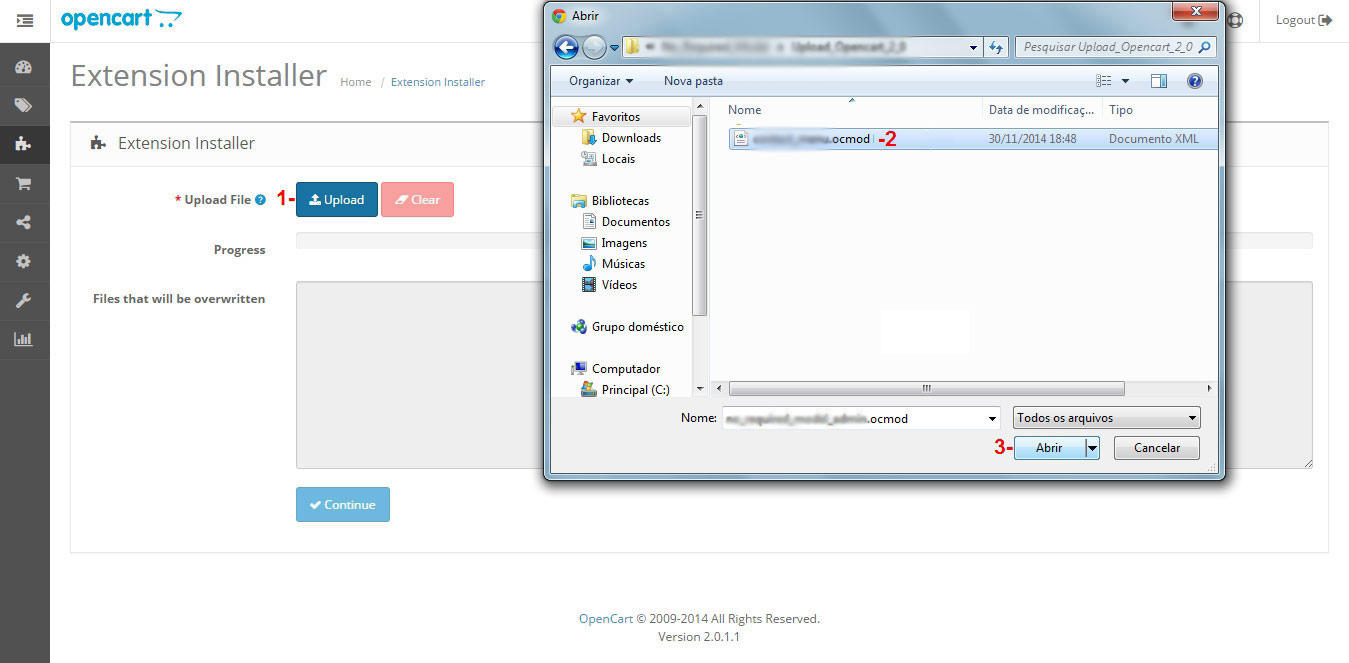 opencart
Logout
Extension Installer
Home / Extension Installer
Extension Installer
* Upload File
1-
Upload
Clear
Progress
Files that will be overwritten
Continue
Abrir
Upload_Opencart_2_0
Pesquisar Upload_Opencart_2_0
Organizar
Nova pasta
Favoritos
Downloads
Locais
Bibliotecas
Documentos
Imagens
Músicas
Vídeos
Grupo doméstico
Computador
Principal (C:)
Nome
Data de modificaç...
Tipo
.ocmod
-2
30/11/2014 18:48
Documento XML
Nome:
.ocmod
Todos os arquivos
3-
Abrir
Cancelar
OpenCart © 2009-2014 All Rights Reserved.
Version 2.0.1.1